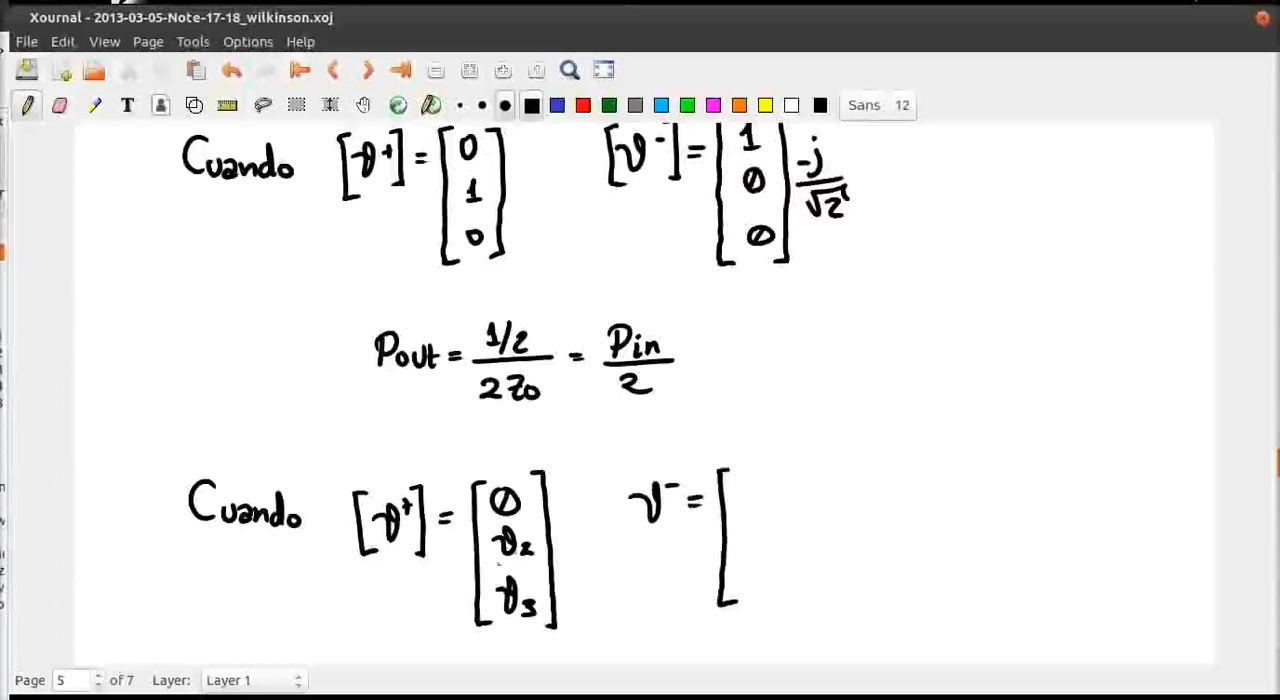 Xournal - 2013-03-05-Note-17-18_wilkinson.xoj
File Edit View Page Tools Options Help
T Sans 12
Cuando [v⁺] = [0 1 0] [v⁻] = [1 0 0] -j/√2
Pout = 1/2 / 2Z0 = Pin / 2
Cuando [v⁺] = [0 v2 v3] v⁻ = [
Page 5 of 7 Layer: Layer 1